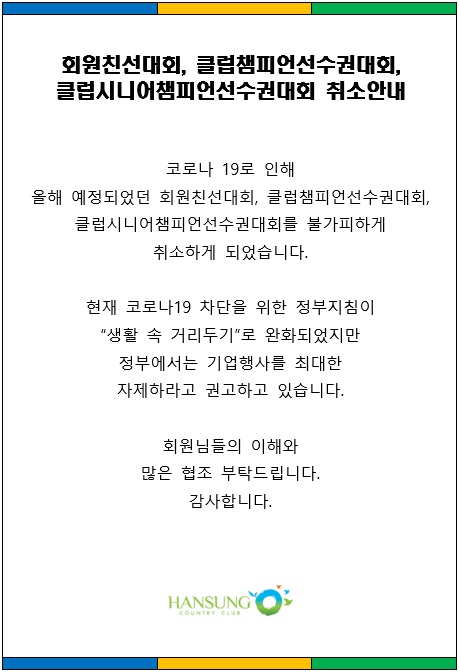 회원친선대회, 클럽챔피언선수권대회,
클럽시니어챔피언선수권대회 취소안내
코로나 19로 인해
올해 예정되었던 회원친선대회, 클럽챔피언선수권대회,
클럽시니어챔피언선수권대회를 불가피하게
취소하게 되었습니다.
현재 코로나19 차단을 위한 정부지침이
“생활 속 거리두기”로 완화되었지만
정부에서는 기업행사를 최대한
자제하라고 권고하고 있습니다.
회원님들의 이해와
많은 협조 부탁드립니다.
감사합니다.
HANSUNG
COUNTRY CLUB